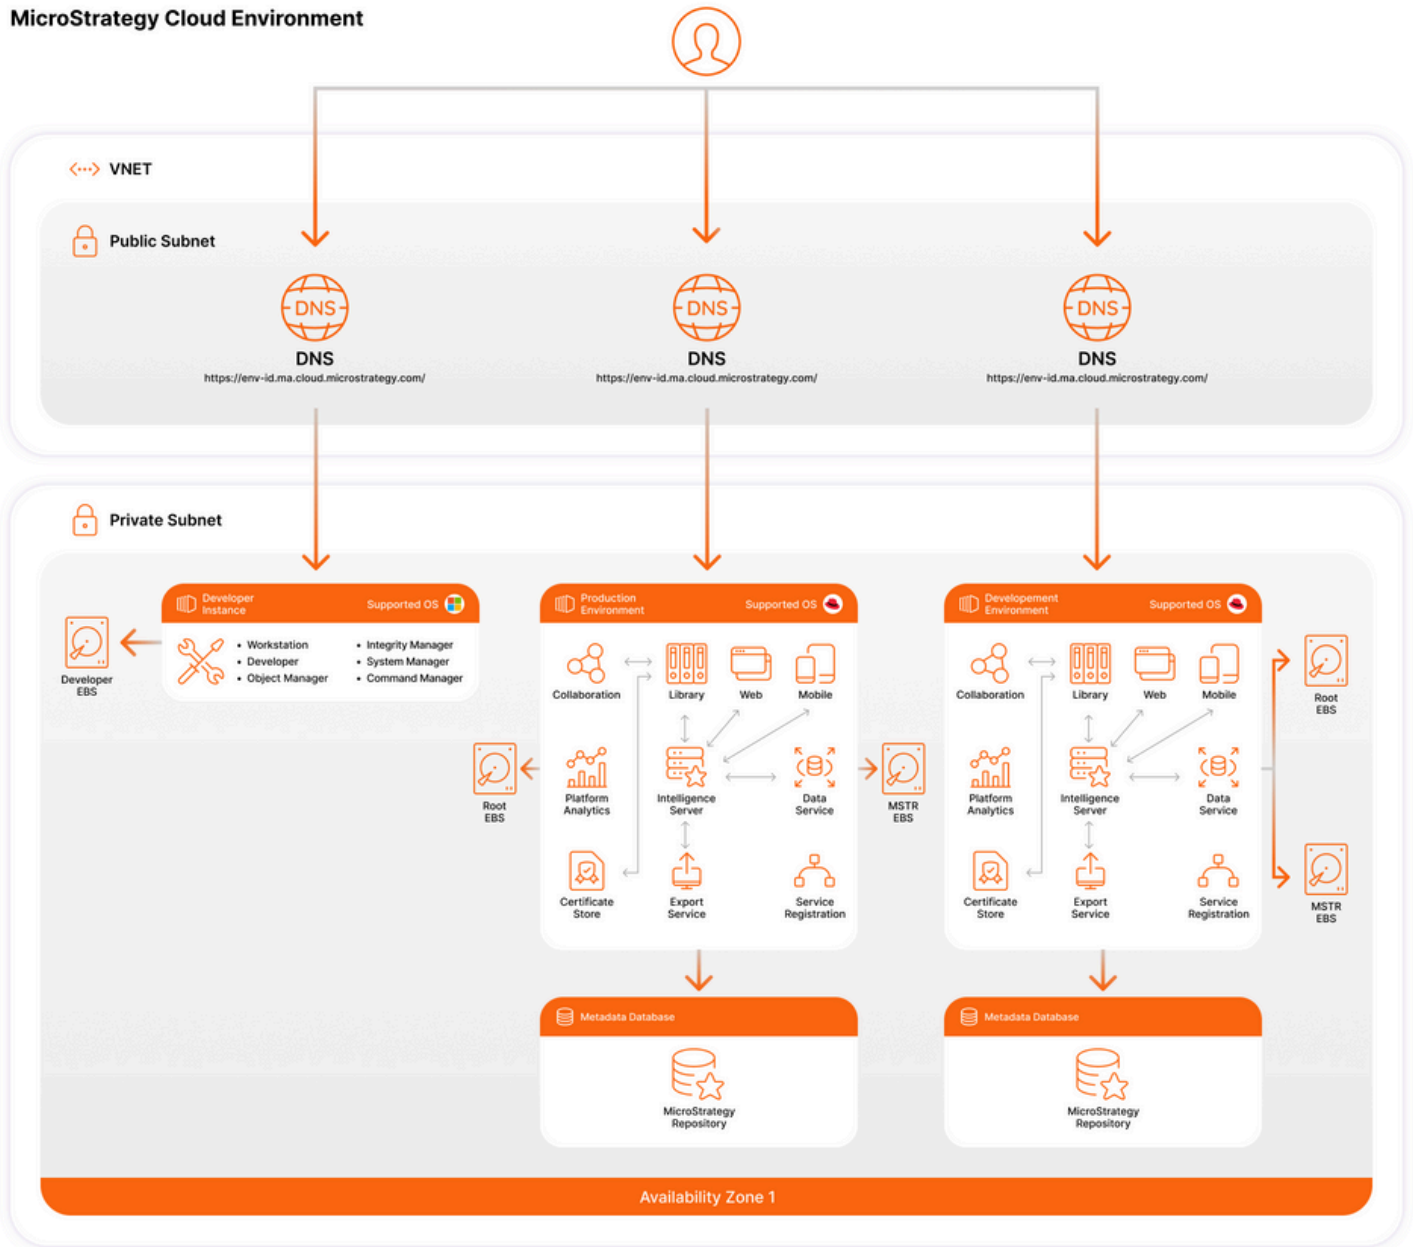 MicroStrategy Cloud Environment
VNET
Public Subnet
DNS
DNS
https://env-id.ma.cloud.microstrategy.com/
DNS
DNS
https://env-id.ma.cloud.microstrategy.com/
DNS
DNS
https://env-id.ma.cloud.microstrategy.com/
Private Subnet
Developer
EBS
Developer
Instance
Supported OS
• Workstation
• Developer
• Object Manager
• Integrity Manager
• System Manager
• Command Manager
Root
EBS
Production
Environment
Supported OS
Collaboration
Library
Web
Mobile
Platform
Analytics
Intelligence
Server
Data
Service
Certificate
Store
Export
Service
Service
Registration
MSTR
EBS
Metadata Database
MicroStrategy
Repository
Developement
Environment
Supported OS
Collaboration
Library
Web
Mobile
Platform
Analytics
Intelligence
Server
Data
Service
Certificate
Store
Export
Service
Service
Registration
Root
EBS
MSTR
EBS
Metadata Database
MicroStrategy
Repository
Availability Zone 1